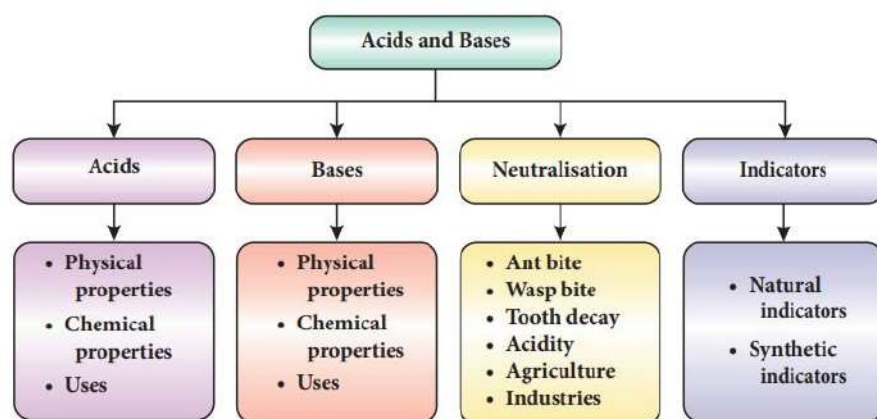 Acids and Bases
Acids
Bases
Neutralisation
Indicators
• Physical
properties
• Chemical
properties
• Uses
• Physical
properties
• Chemical
properties
• Uses
• Ant bite
• Wasp bite
• Tooth decay
• Acidity
• Agriculture
• Industries
• Natural
indicators
• Synthetic
indicators